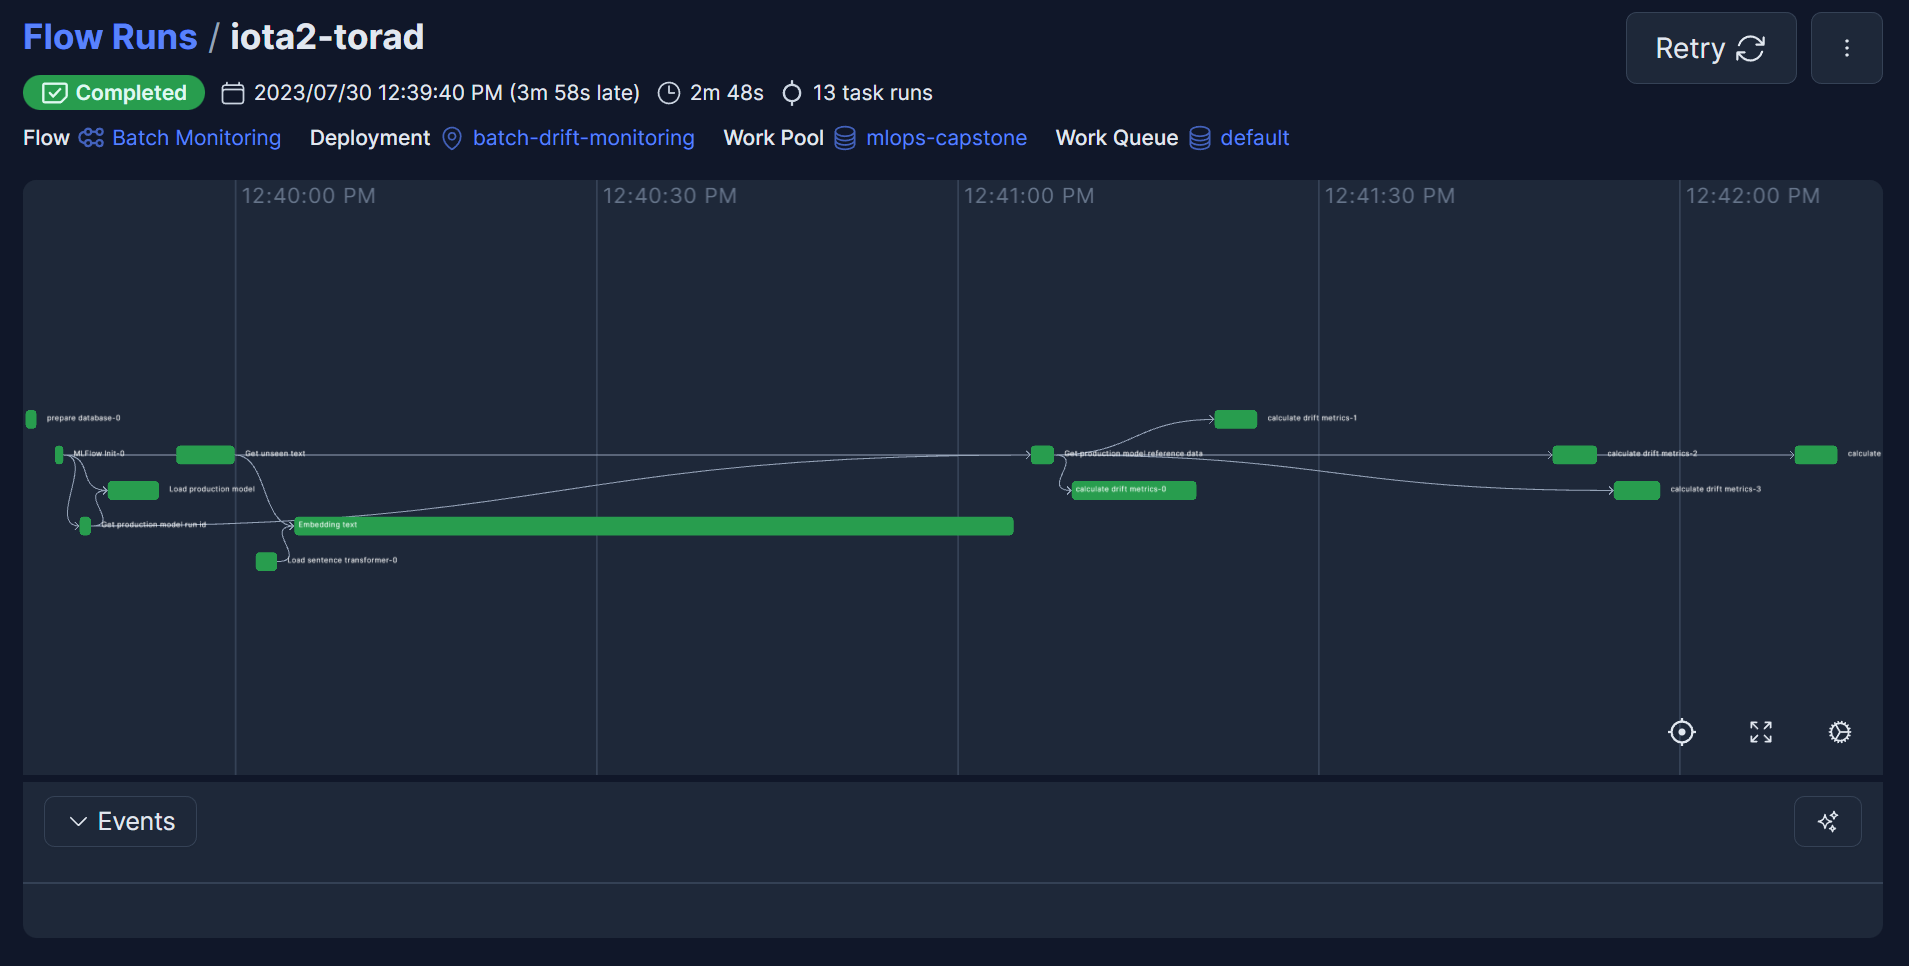 Flow Runs / iota2-torad
Retry
Completed 2023/07/30 12:39:40 PM (3m 58s late) 2m 48s 13 task runs
Flow Batch Monitoring Deployment batch-drift-monitoring Work Pool mlops-capstone Work Queue default
12:40:00 PM 12:40:30 PM 12:41:00 PM 12:41:30 PM 12:42:00 PM
prepare database-0 calculate drift metrics-1
MLFlow Init-0 Get unseen text Get production model reference data calculate drift metrics-2 calculate
Load production model calculate drift metrics-0 calculate drift metrics-3
Get production model run id Embedding text
Load sentence transformer-0
Events